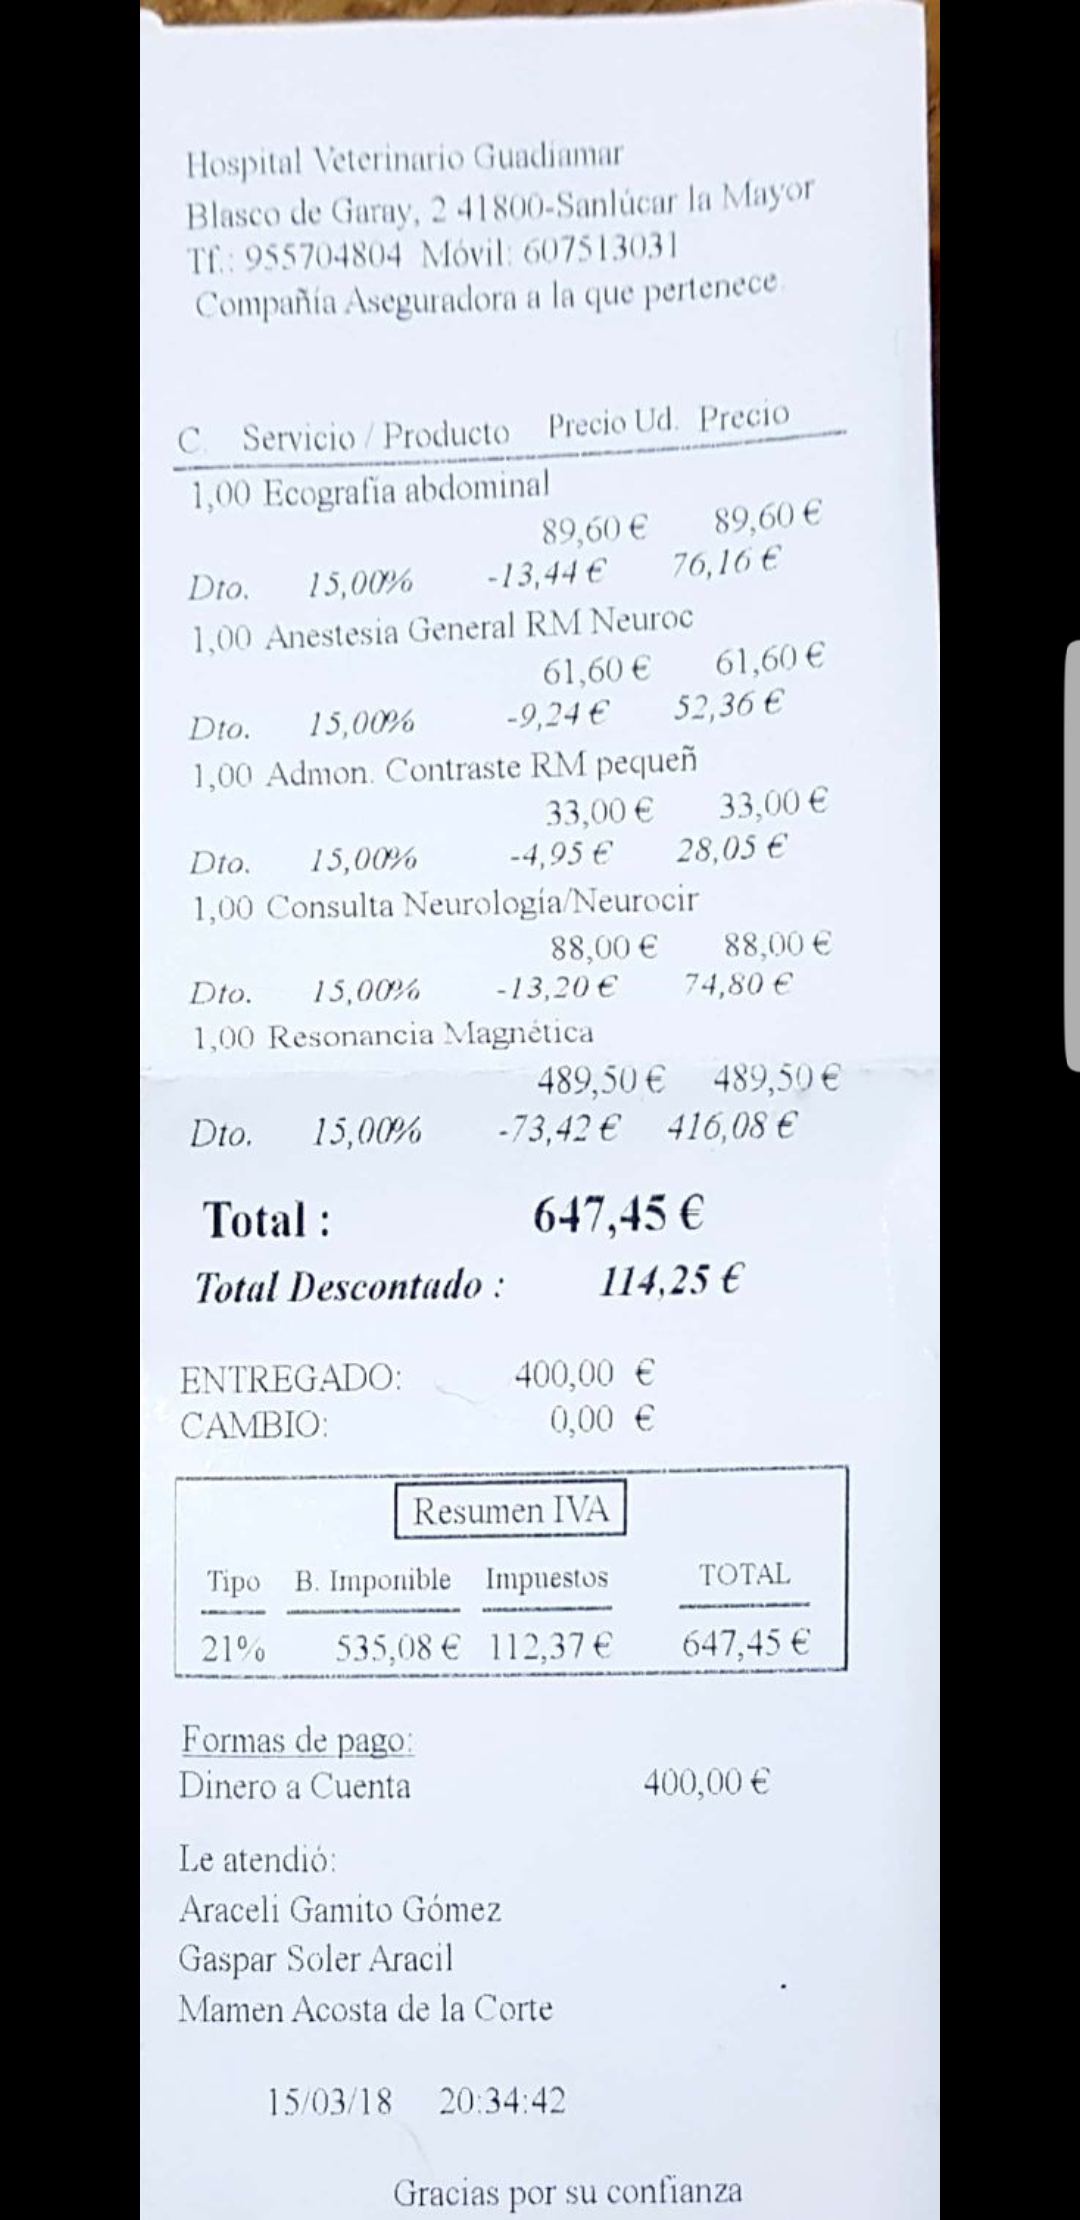 Hospital Veterinario Guadiamar
Blasco de Garay, 2 41800-Sanlúcar la Mayor
Tf.: 955704804 Móvil: 607513031
Compañía Aseguradora a la que pertenece.
C. Servicio / Producto Precio Ud. Precio
1,00 Ecografía abdominal
89,60 € 89,60 €
Dto. 15,00% -13,44 € 76,16 €
1,00 Anestesia General RM Neuroc
61,60 € 61,60 €
Dto. 15,00% -9,24 € 52,36 €
1,00 Admon. Contraste RM pequeñ
33,00 € 33,00 €
Dto. 15,00% -4,95 € 28,05 €
1,00 Consulta Neurología/Neurocir
88,00 € 88,00 €
Dto. 15,00% -13,20 € 74,80 €
1,00 Resonancia Magnética
489,50 € 489,50 €
Dto. 15,00% -73,42 € 416,08 €
Total : 647,45 €
Total Descontado : 114,25 €
ENTREGADO: 400,00 €
CAMBIO: 0,00 €
Resumen IVA
Tipo B. Imponible Impuestos TOTAL
21% 535,08 € 112,37 € 647,45 €
Formas de pago:
Dinero a Cuenta 400,00 €
Le atendió:
Araceli Gamito Gómez
Gaspar Soler Aracil
Mamen Acosta de la Corte
15/03/18 20:34:42
Gracias por su confianza